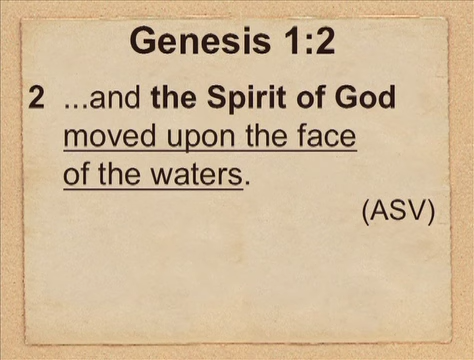 Genesis 1:2
2 ...and the Spirit of God
moved upon the face
of the waters.
(ASV)